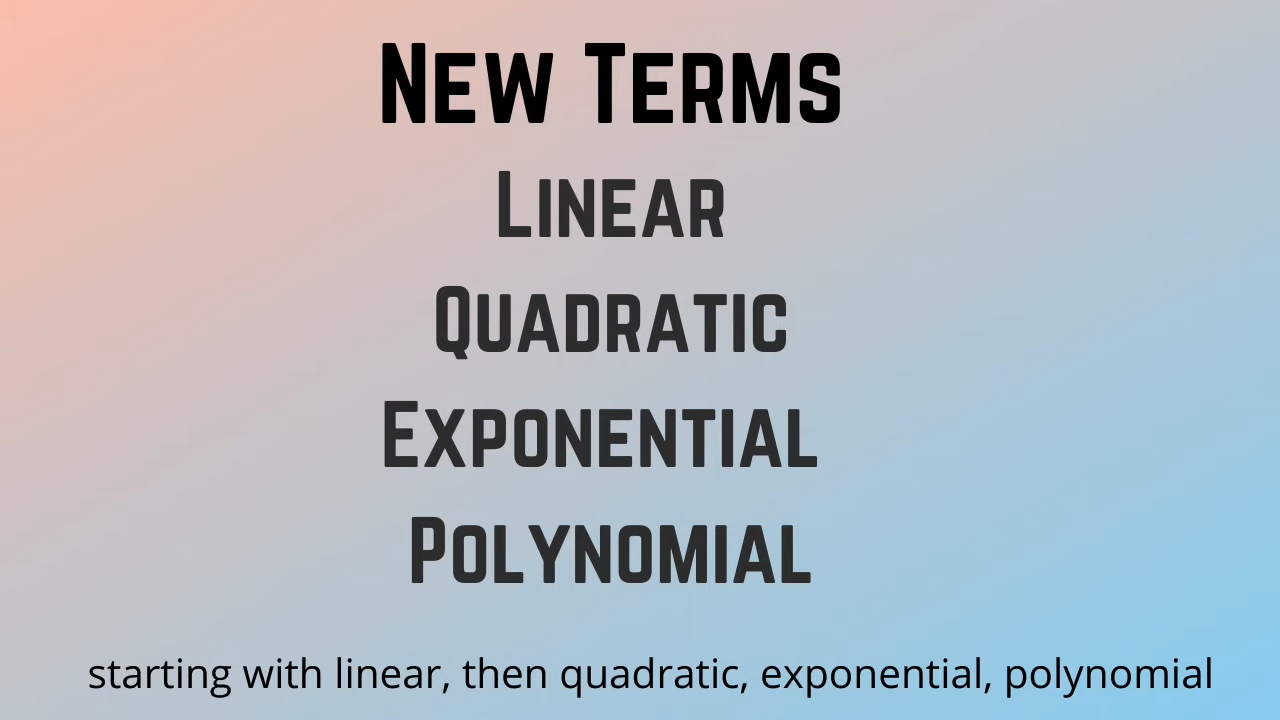 New Terms
Linear
Quadratic
Exponential
Polynomial
starting with linear, then quadratic, exponential, polynomial